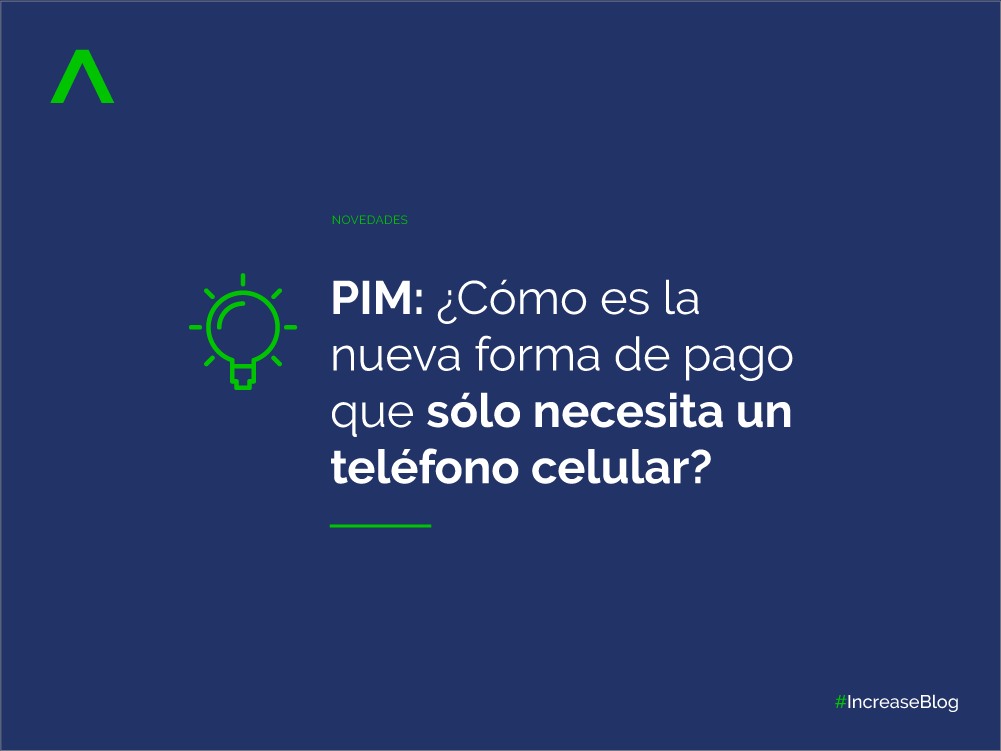 NOVEDADES
PIM: ¿Cómo es la
nueva forma de pago
que sólo necesita un
teléfono celular?
#IncreaseBlog